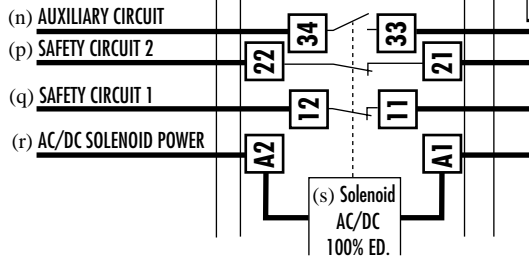 (n) AUXILIARY CIRCUIT
34 33
(p) SAFETY CIRCUIT 2
22 21
(q) SAFETY CIRCUIT 1
12 11
(r) AC/DC SOLENOID POWER
A2 A1
(s) Solenoid
AC/DC
100% ED.